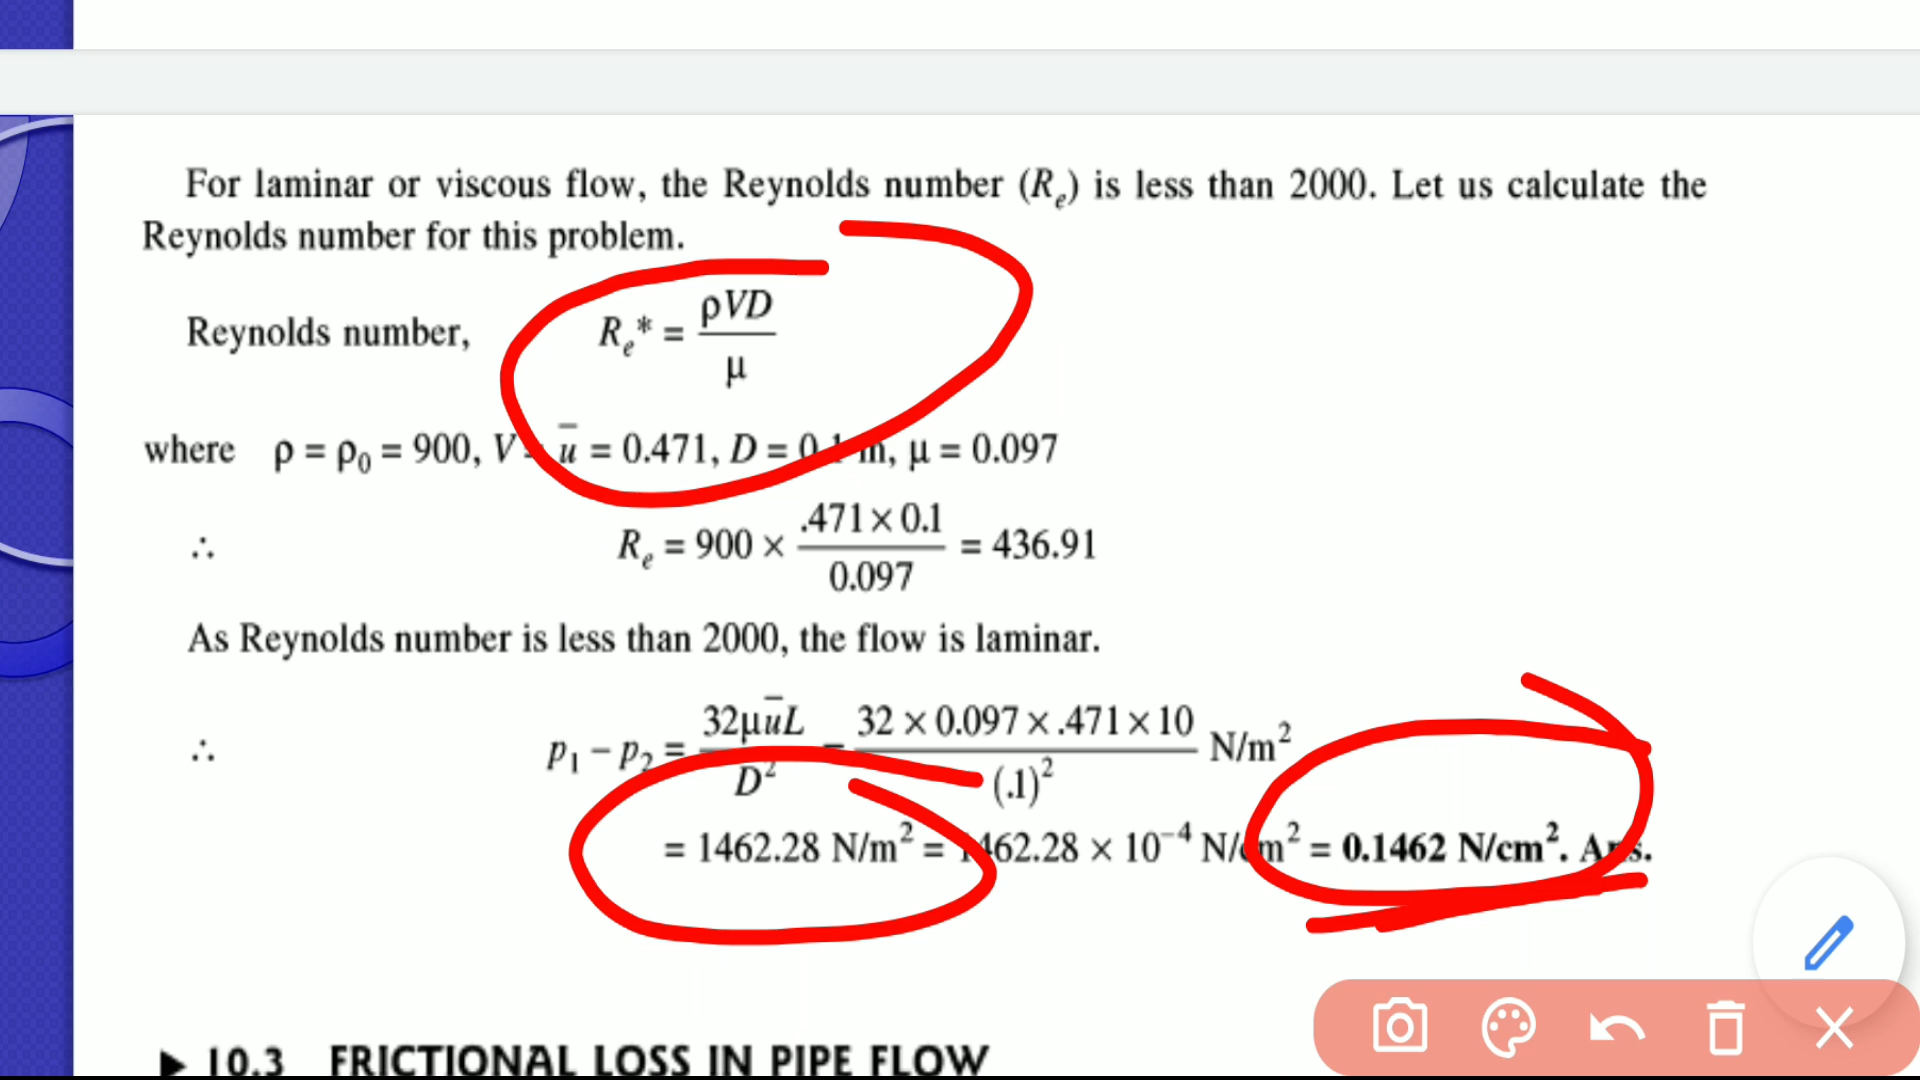 For laminar or viscous flow, the Reynolds number (Rₑ) is less than 2000. Let us calculate the
Reynolds number for this problem.
Reynolds number, Rₑ* = ρVD / μ
where ρ = ρ₀ = 900, V = ū = 0.471, D = 0.1 m, μ = 0.097
∴ Rₑ = 900 × .471 × 0.1 / 0.097 = 436.91
As Reynolds number is less than 2000, the flow is laminar.
∴ p₁ − p₂ = 32μūL / D² = 32 × 0.097 × .471 × 10 / (.1)² N/m²
= 1462.28 N/m² = 1462.28 × 10⁻⁴ N/cm² = 0.1462 N/cm². Ans.
▶ 10.3 FRICTIONAL LOSS IN PIPE FLOW